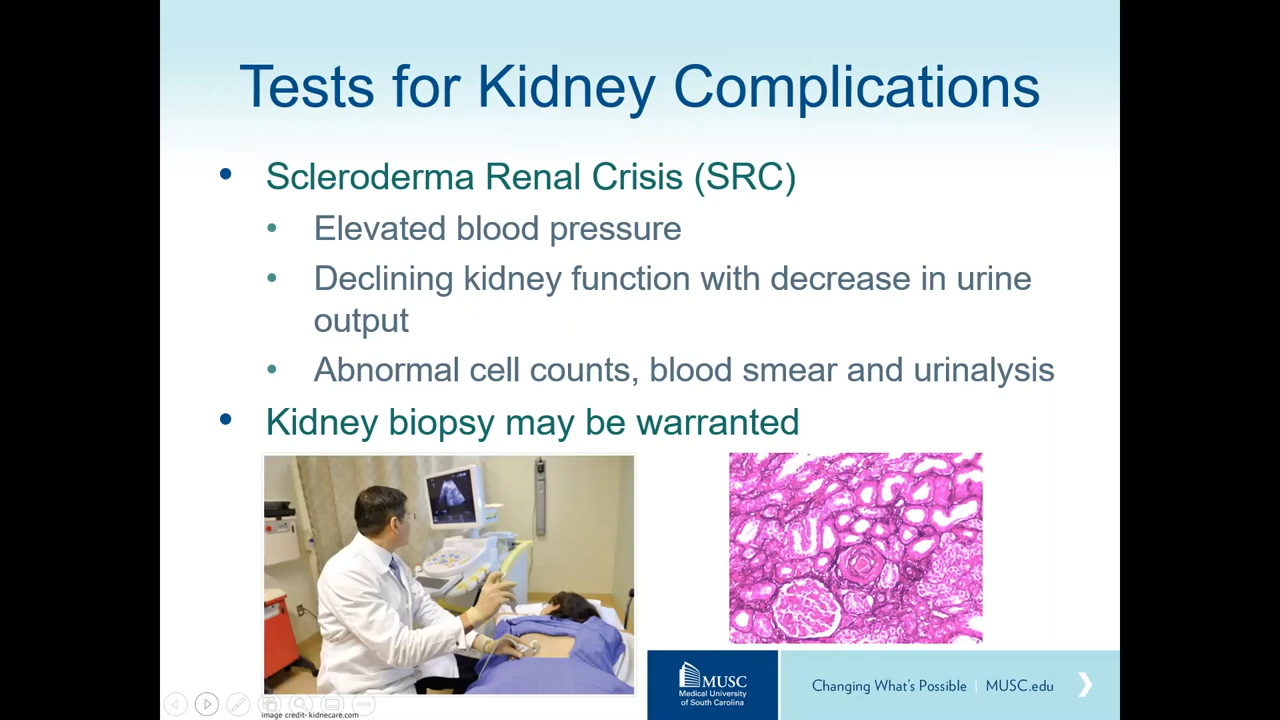 Tests for Kidney Complications
• Scleroderma Renal Crisis (SRC)
• Elevated blood pressure
• Declining kidney function with decrease in urine
output
• Abnormal cell counts, blood smear and urinalysis
• Kidney biopsy may be warranted
image credit- kidnecare.com
MUSC
Medical University
of South Carolina
Changing What's Possible | MUSC.edu